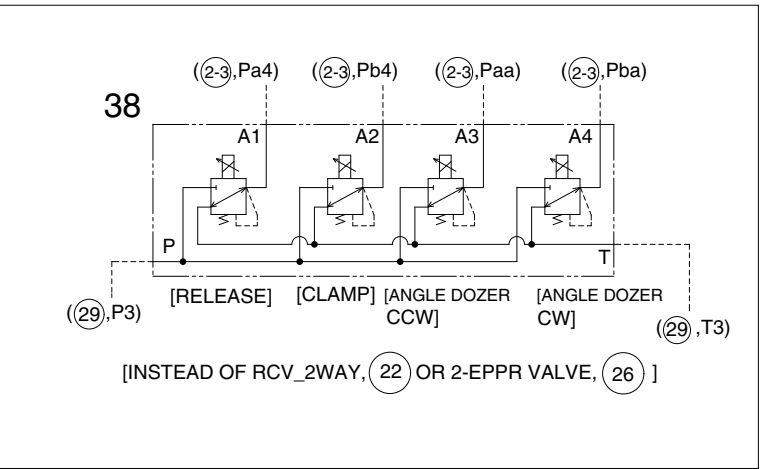 (2-3,Pa4) (2-3,Pb4) (2-3,Paa) (2-3,Pba)
38
A1 A2 A3 A4
P T
[RELEASE] [CLAMP] [ANGLE DOZER [ANGLE DOZER
CCW] CW]
(29,P3) (29,T3)
[INSTEAD OF RCV_2WAY, 22 OR 2-EPPR VALVE, 26 ]